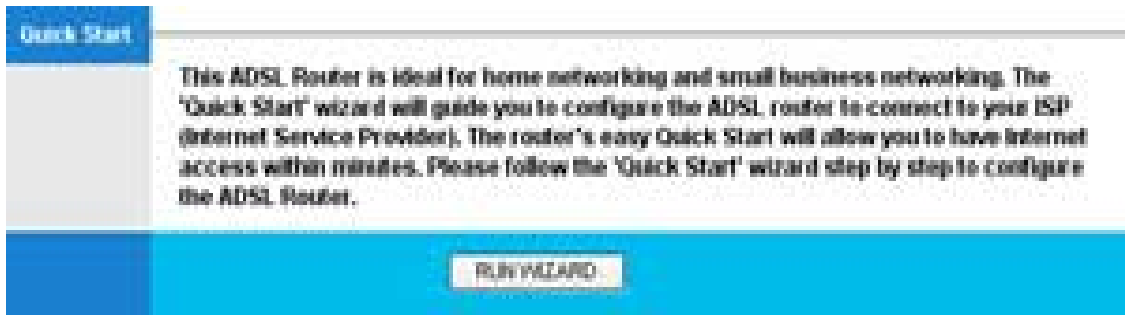 Quick Start
This ADSL Router is ideal for home networking and small business networking. The
'Quick Start' wizard will guide you to configure the ADSL router to connect to your ISP
(Internet Service Provider). The router's easy Quick Start will allow you to have Internet
access within minutes. Please follow the 'Quick Start' wizard step by step to configure
the ADSL Router.
RUN WIZARD